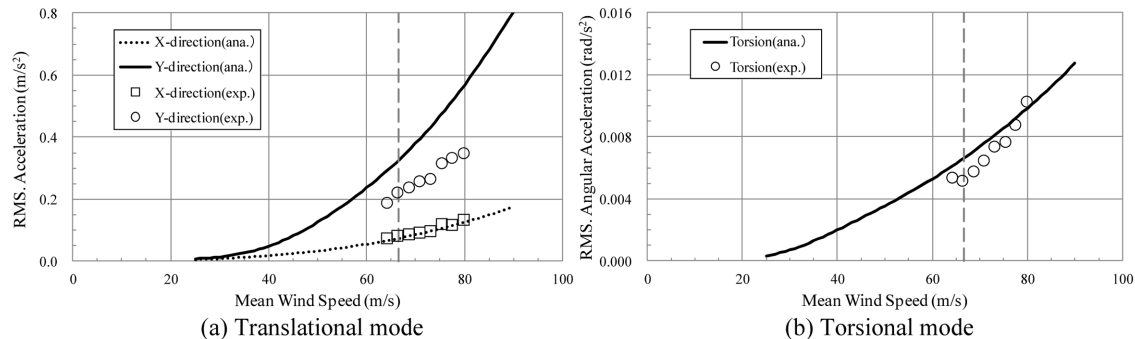 RMS. Acceleration (m/s²)
0.8
0.6
0.4
0.2
0.0
X-direction(ana.)
Y-direction(ana.)
X-direction(exp.)
Y-direction(exp.)
0 20 40 60 80 100
Mean Wind Speed (m/s)
(a) Translational mode
RMS. Angular Acceleration (rad/s²)
0.016
0.012
0.008
0.004
0.000
Torsion(ana.)
Torsion(exp.)
0 20 40 60 80 100
Mean Wind Speed (m/s)
(b) Torsional mode